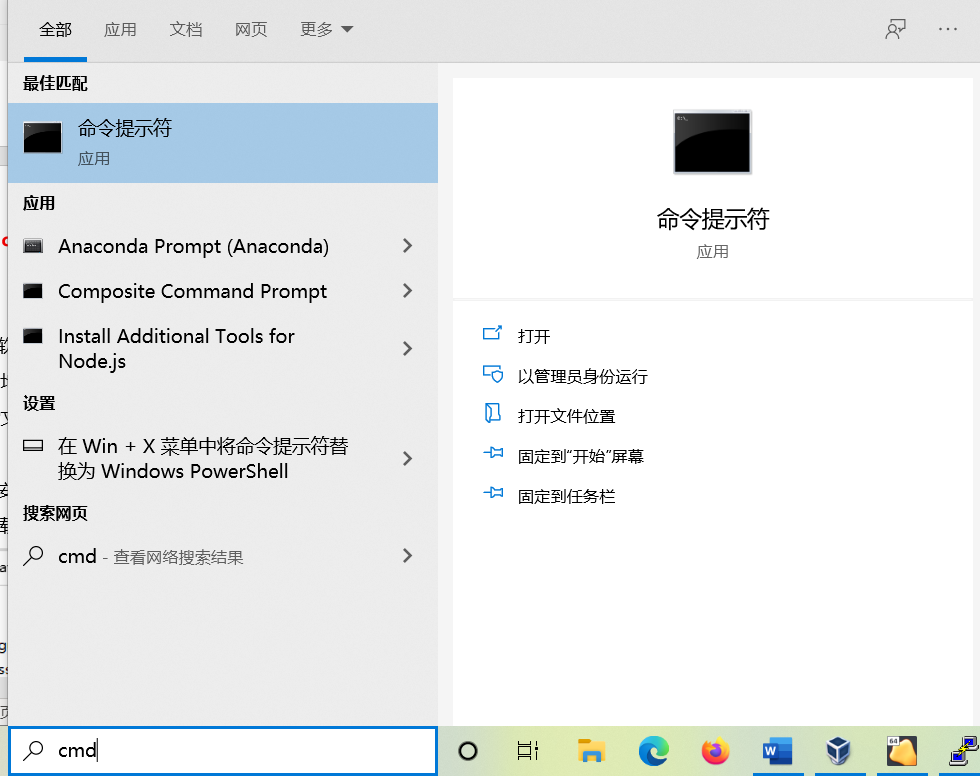 全部 应用 文档 网页 更多
最佳匹配
命令提示符
应用
应用
Anaconda Prompt (Anaconda)
Composite Command Prompt
Install Additional Tools for
Node.js
设置
在 Win + X 菜单中将命令提示符替
换为 Windows PowerShell
搜索网页
cmd - 查看网络搜索结果
命令提示符
应用
打开
以管理员身份运行
打开文件位置
固定到“开始”屏幕
固定到任务栏
cmd
W
64